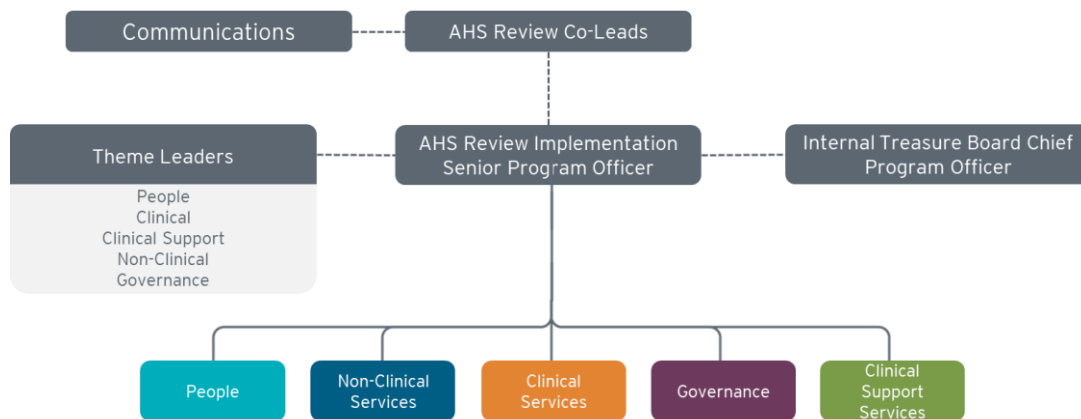 Communications
AHS Review Co-Leads
Theme Leaders
People
Clinical
Clinical Support
Non-Clinical
Governance
AHS Review Implementation
Senior Program Officer
Internal Treasure Board Chief
Program Officer
People
Non-Clinical
Services
Clinical
Services
Governance
Clinical
Support
Services